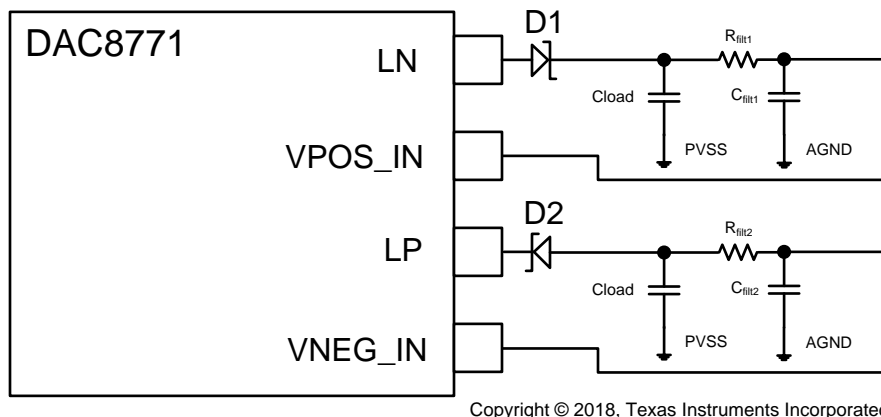 DAC8771
LN
D1
Rfilt1
Cload
Cfilt1
PVSS
AGND
VPOS_IN
LP
D2
Rfilt2
Cload
Cfilt2
PVSS
AGND
VNEG_IN
Copyright © 2018, Texas Instruments Incorporated